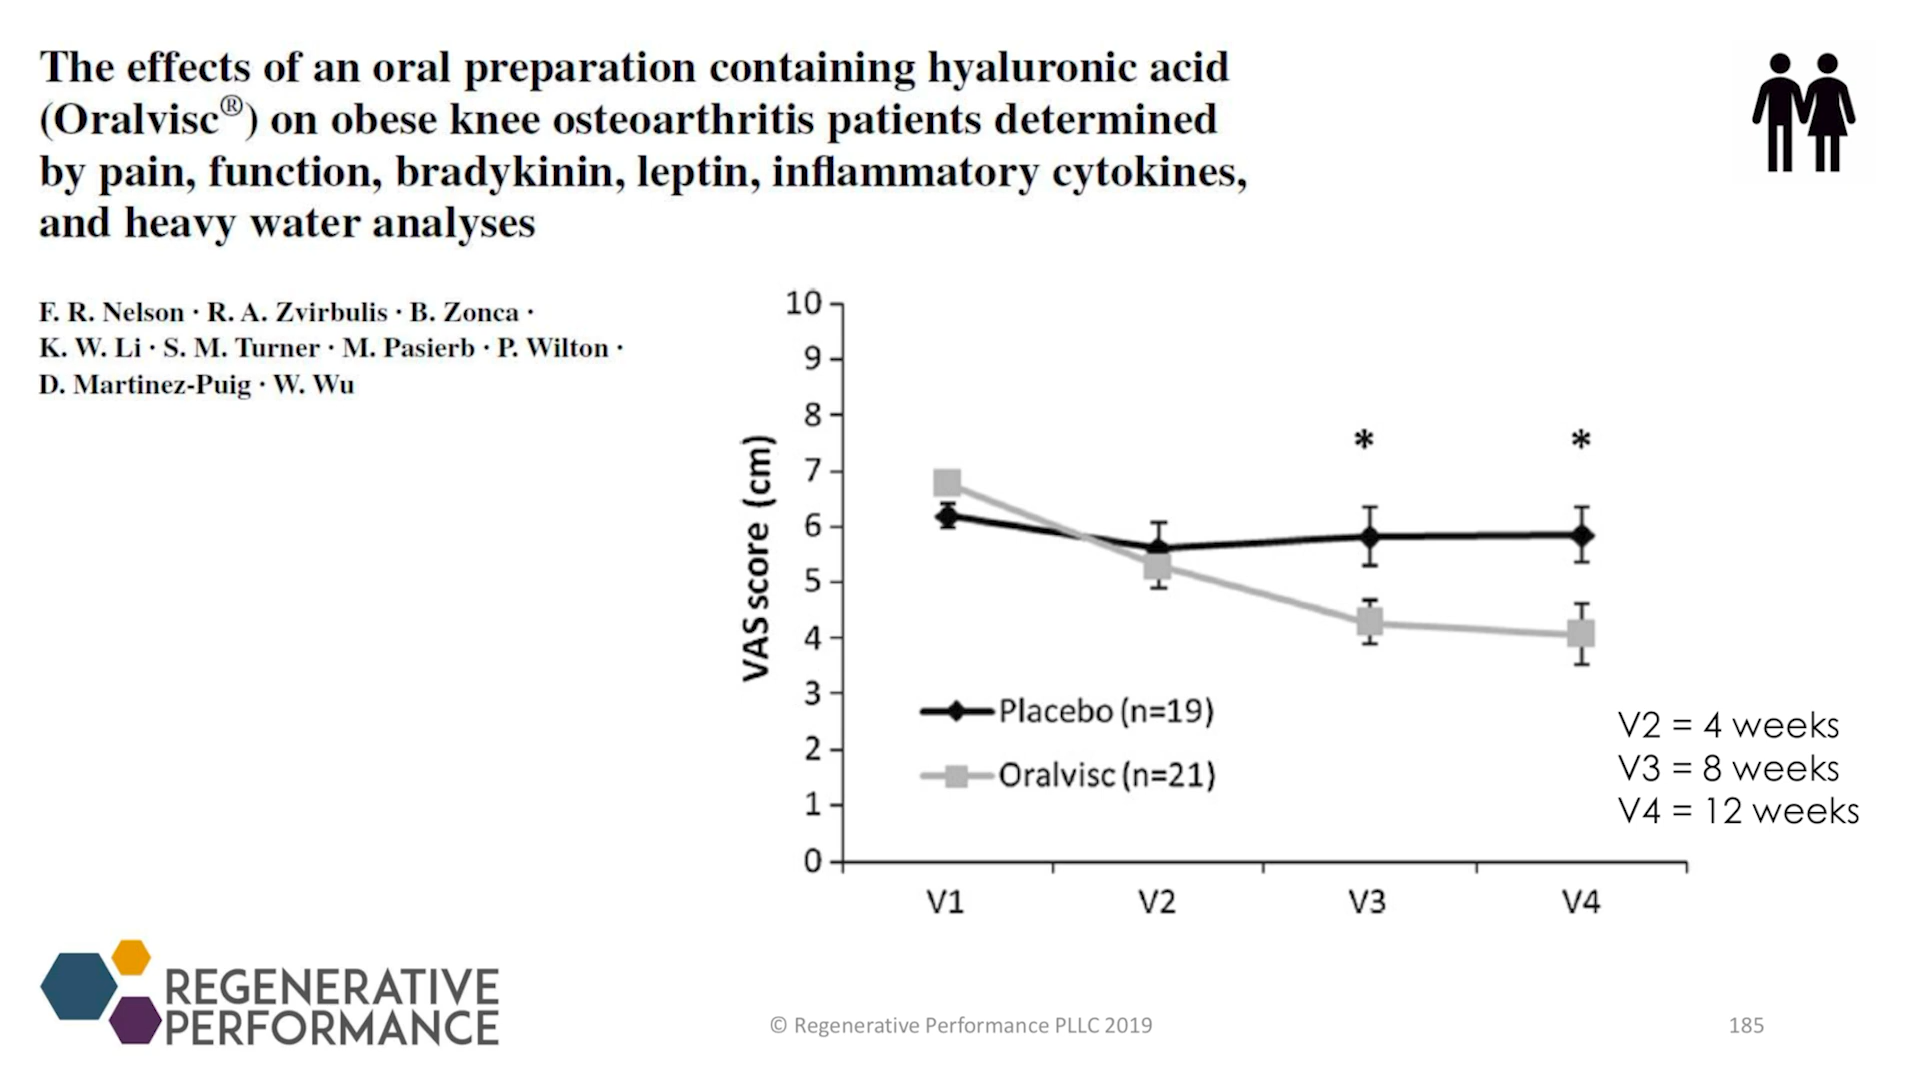 The effects of an oral preparation containing hyaluronic acid
(Oralvisc®) on obese knee osteoarthritis patients determined
by pain, function, bradykinin, leptin, inflammatory cytokines,
and heavy water analyses
F. R. Nelson · R. A. Zvirbulis · B. Zonca ·
K. W. Li · S. M. Turner · M. Pasierb · P. Wilton ·
D. Martinez-Puig · W. Wu
VAS score (cm)
10
9
8
7
6
5
4
3
2
1
0
* *
Placebo (n=19)
Oralvisc (n=21)
V1 V2 V3 V4
V2 = 4 weeks
V3 = 8 weeks
V4 = 12 weeks
REGENERATIVE
PERFORMANCE
© Regenerative Performance PLLC 2019
185